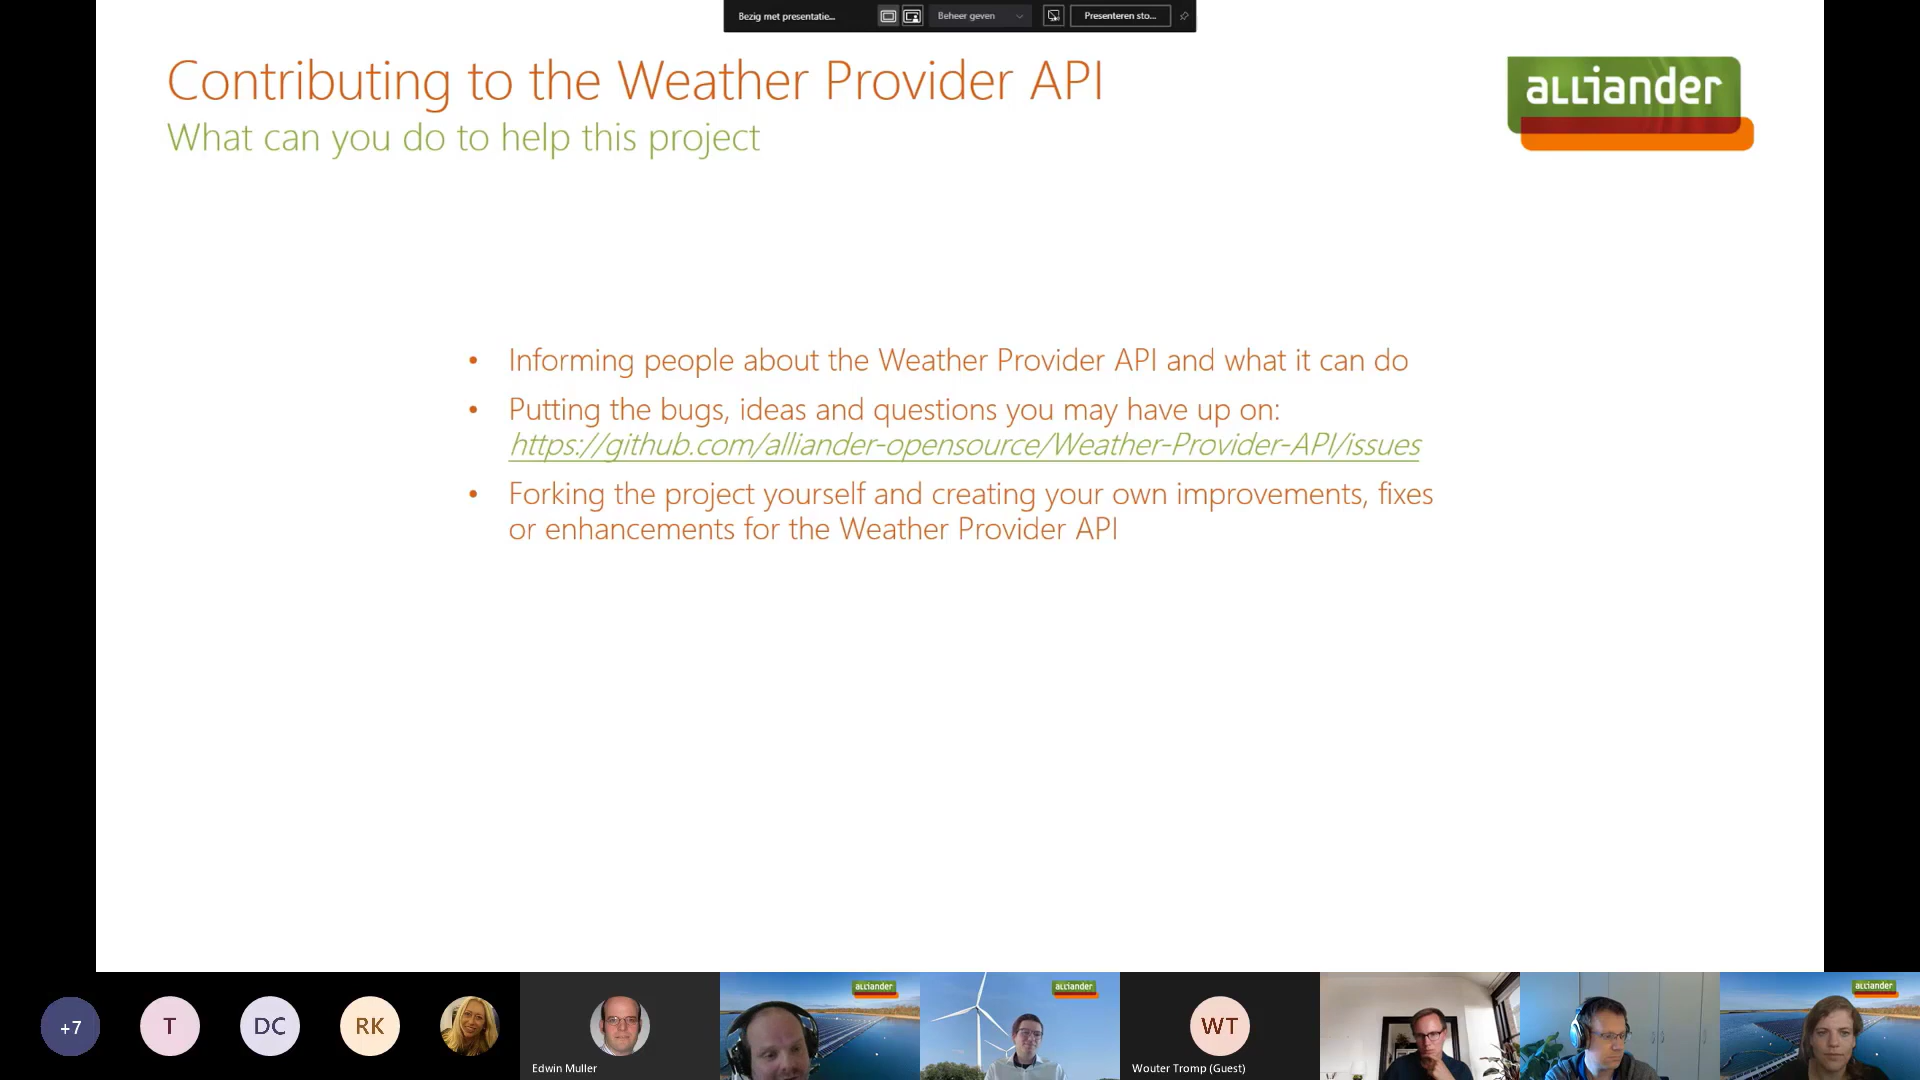 Bezig met presentatie...
Beheer geven
Presenteren sto...
Contributing to the Weather Provider API
What can you do to help this project
alliander
• Informing people about the Weather Provider API and what it can do
• Putting the bugs, ideas and questions you may have up on:
https://github.com/alliander-opensource/Weather-Provider-API/issues
• Forking the project yourself and creating your own improvements, fixes
or enhancements for the Weather Provider API
+7
T
DC
RK
Edwin Muller
alliander
alliander
WT
Wouter Tromp (Guest)
alliander